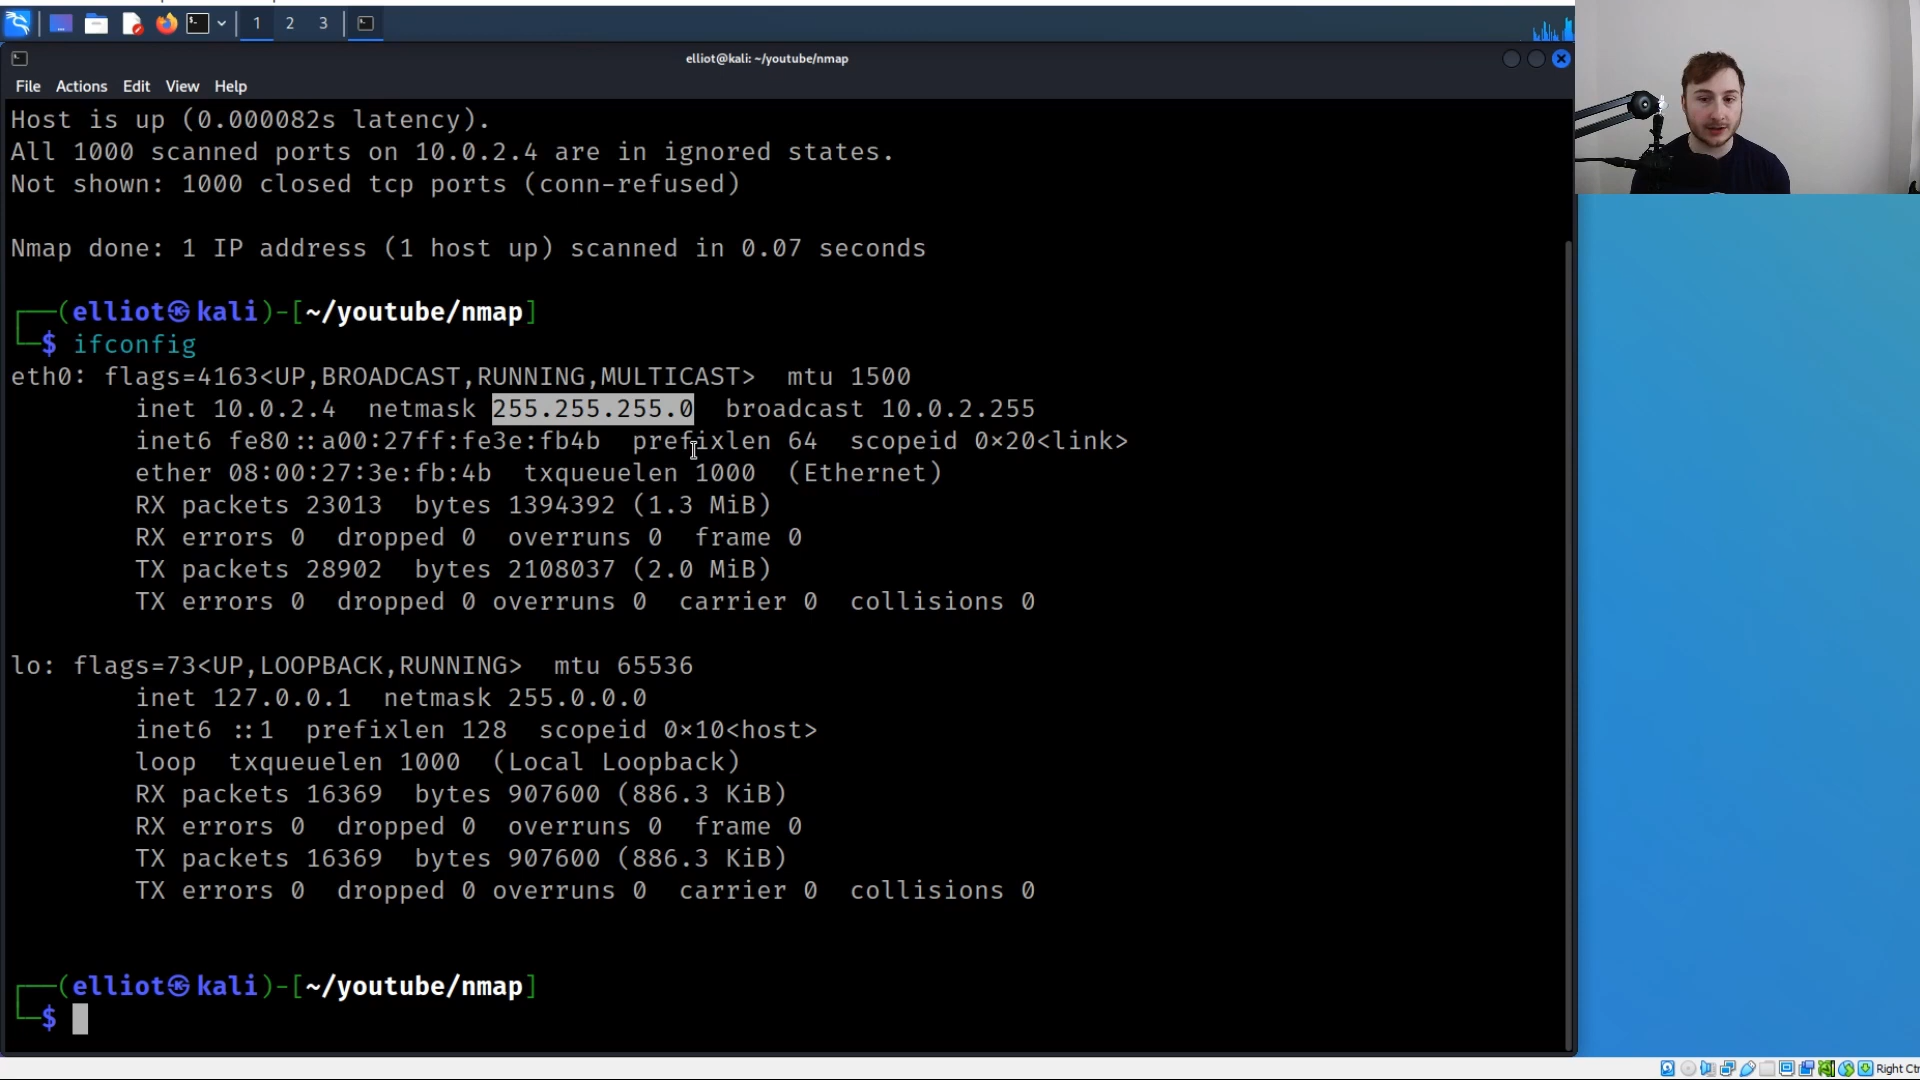 1 2 3
elliot@kali: ~/youtube/nmap
File Actions Edit View Help
Host is up (0.000082s latency).
All 1000 scanned ports on 10.0.2.4 are in ignored states.
Not shown: 1000 closed tcp ports (conn-refused)
Nmap done: 1 IP address (1 host up) scanned in 0.07 seconds
┌──(elliot㉿kali)-[~/youtube/nmap]
└─$ ifconfig
eth0: flags=4163<UP,BROADCAST,RUNNING,MULTICAST>  mtu 1500
inet 10.0.2.4  netmask 255.255.255.0  broadcast 10.0.2.255
inet6 fe80::a00:27ff:fe3e:fb4b  prefixlen 64  scopeid 0×20<link>
ether 08:00:27:3e:fb:4b  txqueuelen 1000  (Ethernet)
RX packets 23013  bytes 1394392 (1.3 MiB)
RX errors 0  dropped 0  overruns 0  frame 0
TX packets 28902  bytes 2108037 (2.0 MiB)
TX errors 0  dropped 0 overruns 0  carrier 0  collisions 0
lo: flags=73<UP,LOOPBACK,RUNNING>  mtu 65536
inet 127.0.0.1  netmask 255.0.0.0
inet6 ::1  prefixlen 128  scopeid 0×10<host>
loop  txqueuelen 1000  (Local Loopback)
RX packets 16369  bytes 907600 (886.3 KiB)
RX errors 0  dropped 0  overruns 0  frame 0
TX packets 16369  bytes 907600 (886.3 KiB)
TX errors 0  dropped 0 overruns 0  carrier 0  collisions 0
┌──(elliot㉿kali)-[~/youtube/nmap]
└─$
Right Ctr